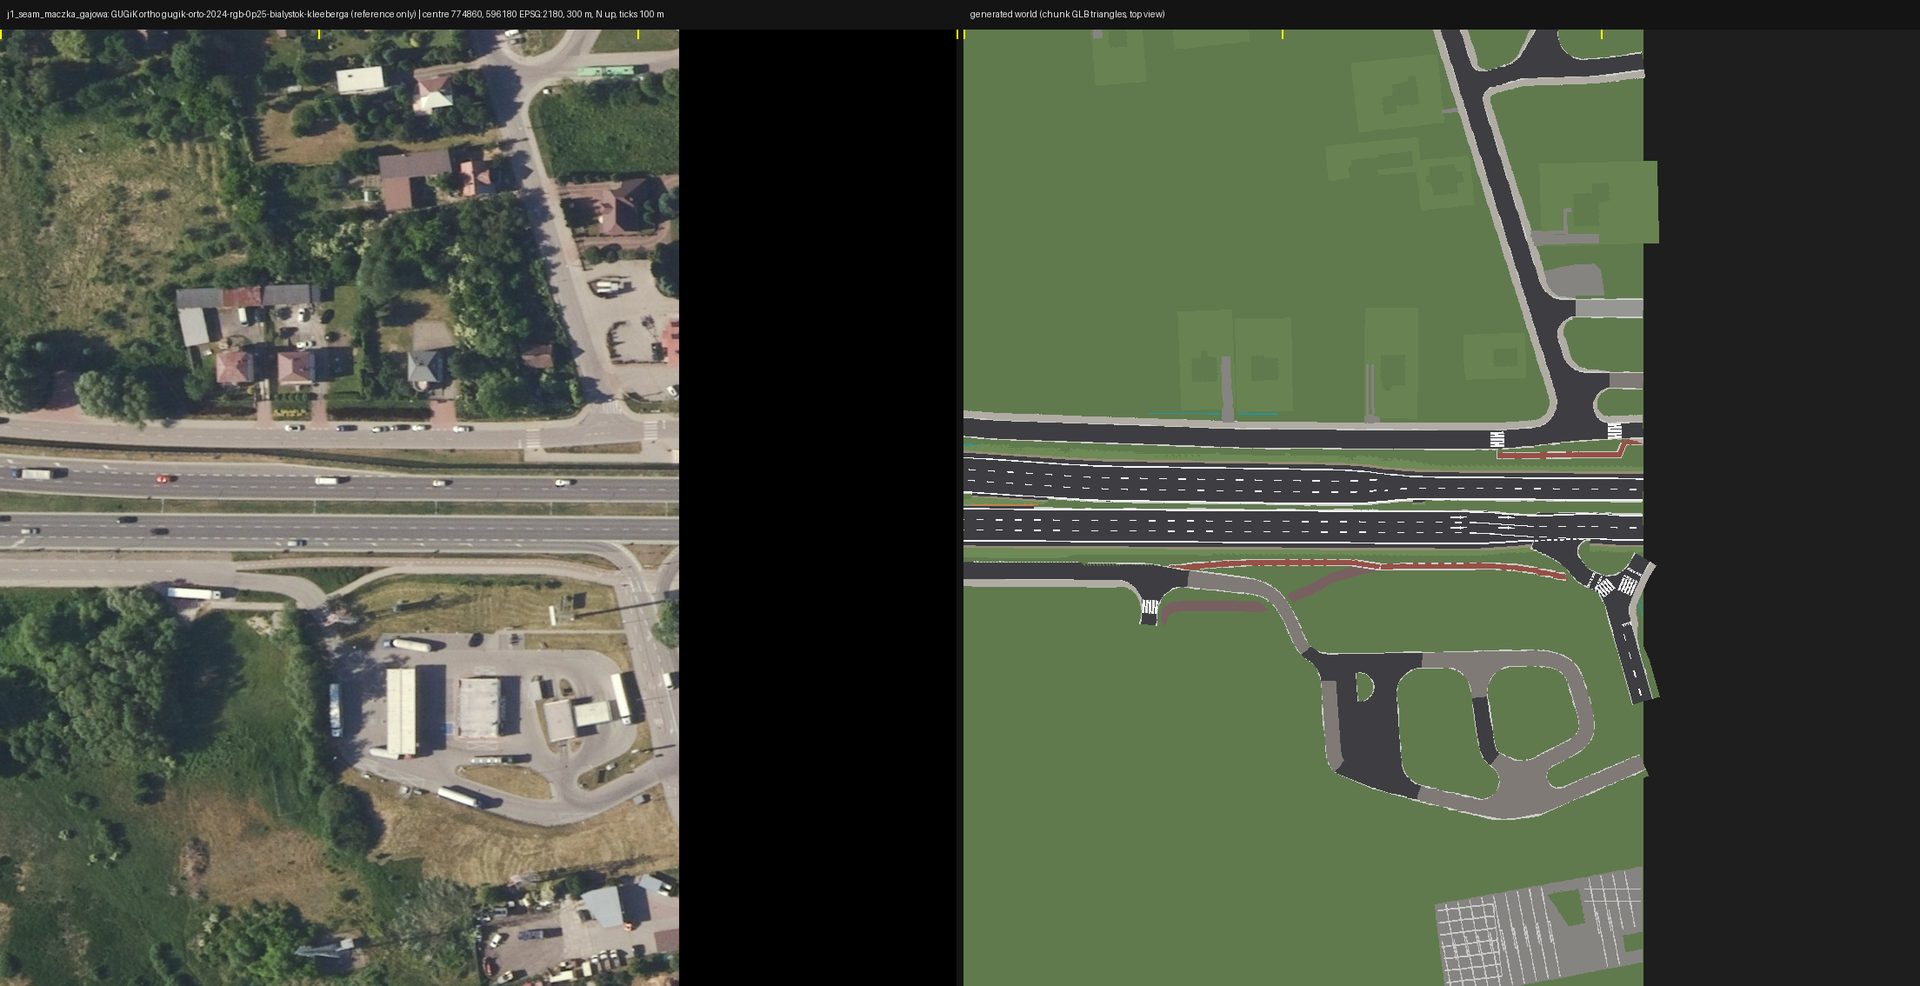 j1_seam_maczka_gajowa: GUGiK ortho gugik-orto-2024-rgb-0p25-bialystok-kleeberga (reference only) | centre 774860, 596180 EPSG:2180, 300 m, N up, ticks 100 m
generated world (chunk GLB triangles, top view)